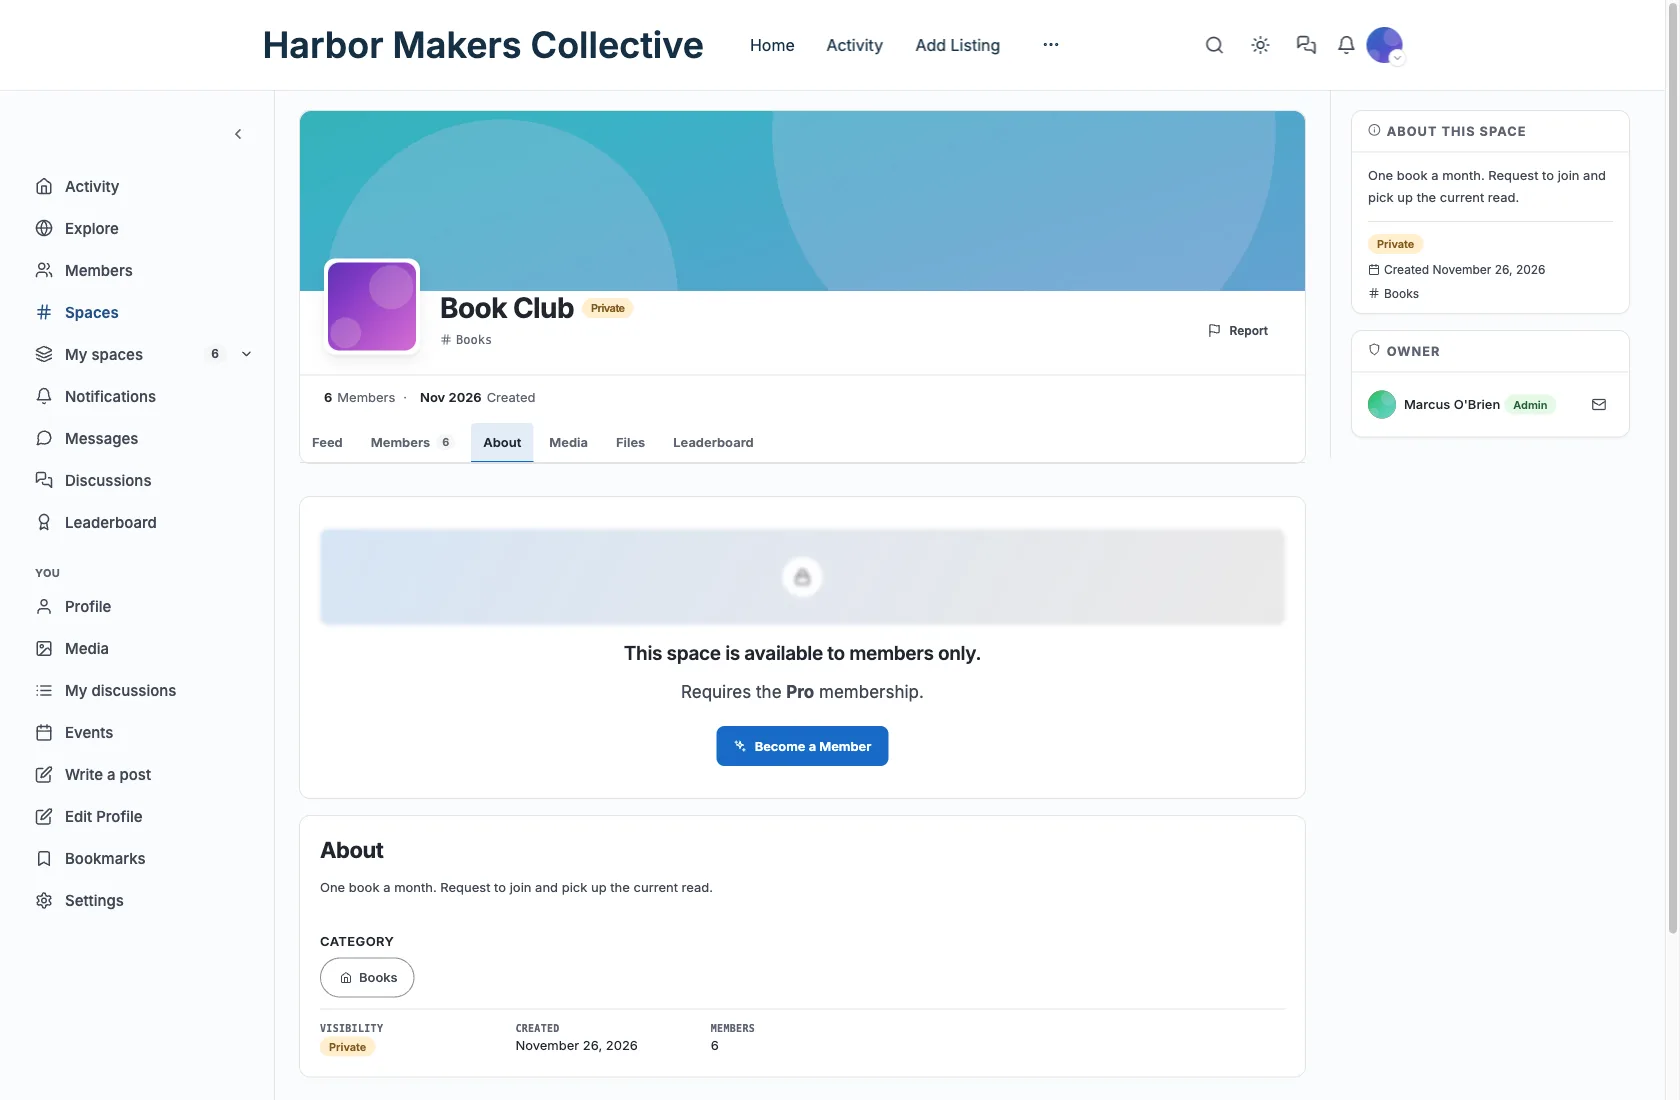 Harbor Makers Collective
Home
Activity
Add Listing
Activity
Explore
Members
Spaces
My spaces 6
Notifications
Messages
Discussions
Leaderboard
YOU
Profile
Media
My discussions
Events
Write a post
Edit Profile
Bookmarks
Settings
Book Club Private
# Books
Report
6 Members · Nov 2026 Created
Feed
Members 6
About
Media
Files
Leaderboard
This space is available to members only.
Requires the Pro membership.
Become a Member
About
One book a month. Request to join and pick up the current read.
CATEGORY
Books
VISIBILITY
Private
CREATED
November 26, 2026
MEMBERS
6
ABOUT THIS SPACE
One book a month. Request to join and
pick up the current read.
Private
Created November 26, 2026
# Books
OWNER
Marcus O'Brien Admin